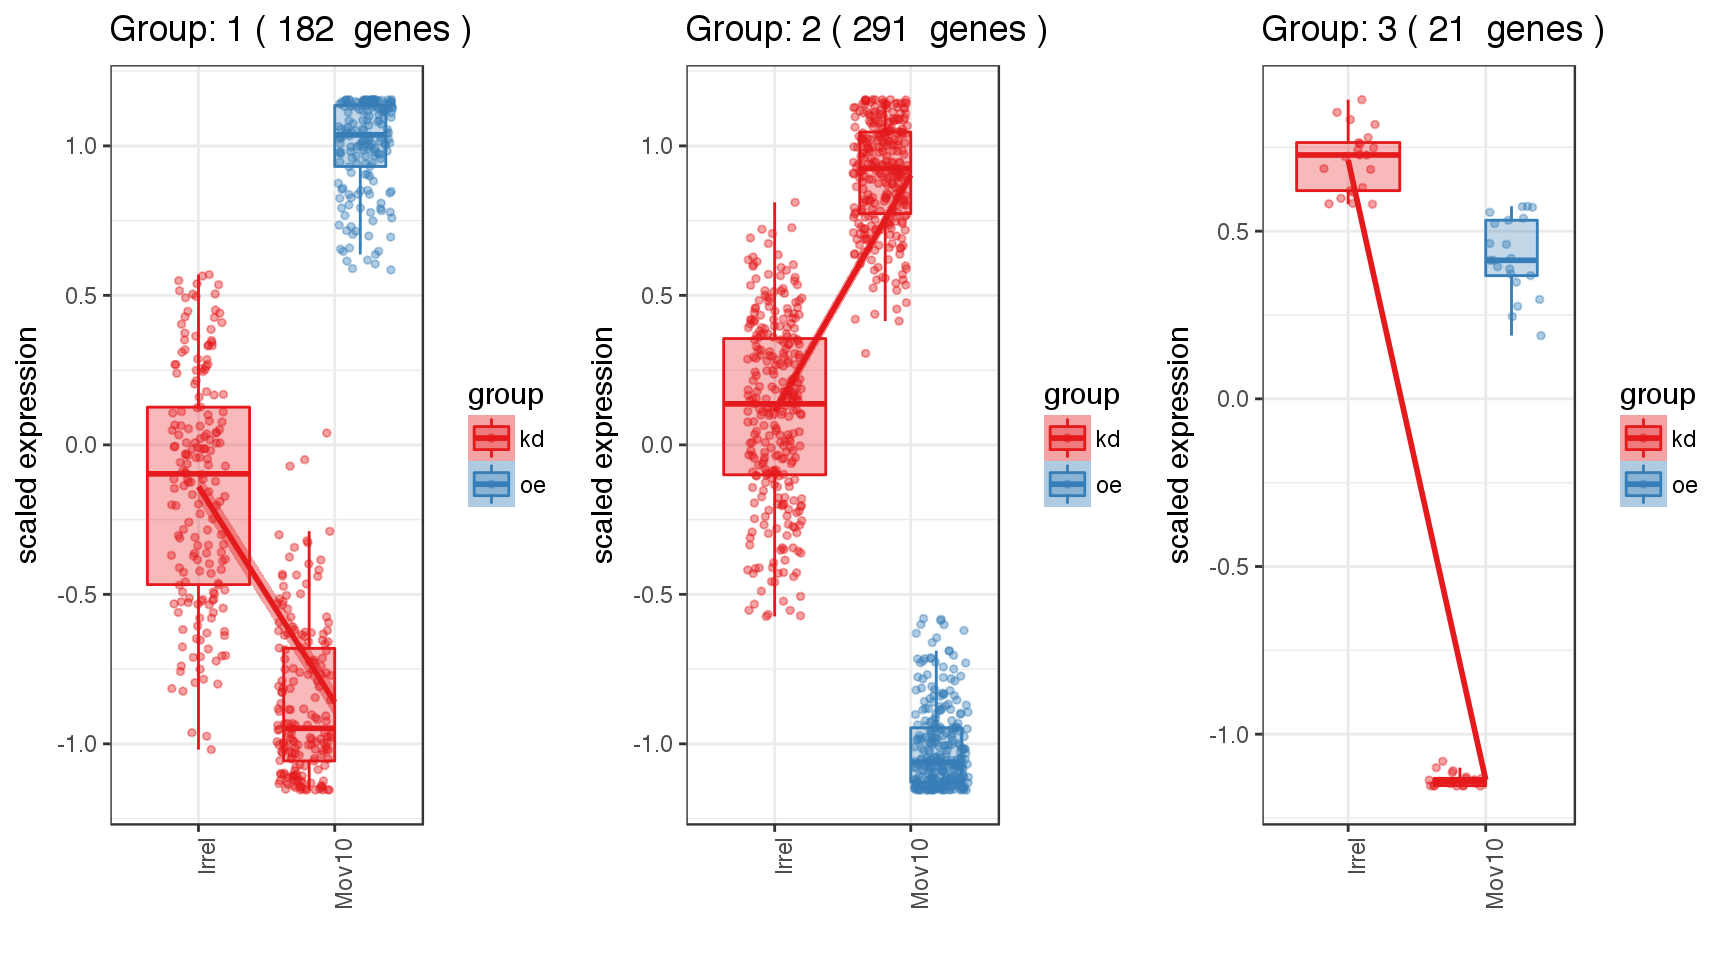 Group: 1 ( 182  genes )
scaled expression
1.0
0.5
0.0
-0.5
-1.0
Irrel
Mov10
group
kd
oe
Group: 2 ( 291  genes )
scaled expression
1.0
0.5
0.0
-0.5
-1.0
Irrel
Mov10
group
kd
oe
Group: 3 ( 21  genes )
scaled expression
0.5
0.0
-0.5
-1.0
Irrel
Mov10
group
kd
oe